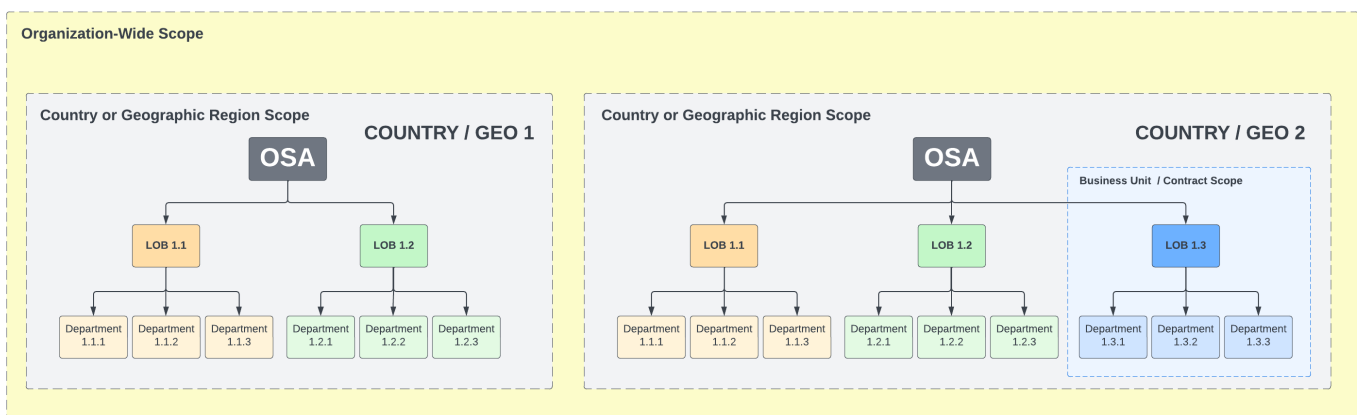 Organization-Wide Scope
Country or Geographic Region Scope
COUNTRY / GEO 1
OSA
LOB 1.1
LOB 1.2
Department
1.1.1
Department
1.1.2
Department
1.1.3
Department
1.2.1
Department
1.2.2
Department
1.2.3
Country or Geographic Region Scope
COUNTRY / GEO 2
OSA
Business Unit / Contract Scope
LOB 1.1
LOB 1.2
LOB 1.3
Department
1.1.1
Department
1.1.2
Department
1.1.3
Department
1.2.1
Department
1.2.2
Department
1.2.3
Department
1.3.1
Department
1.3.2
Department
1.3.3